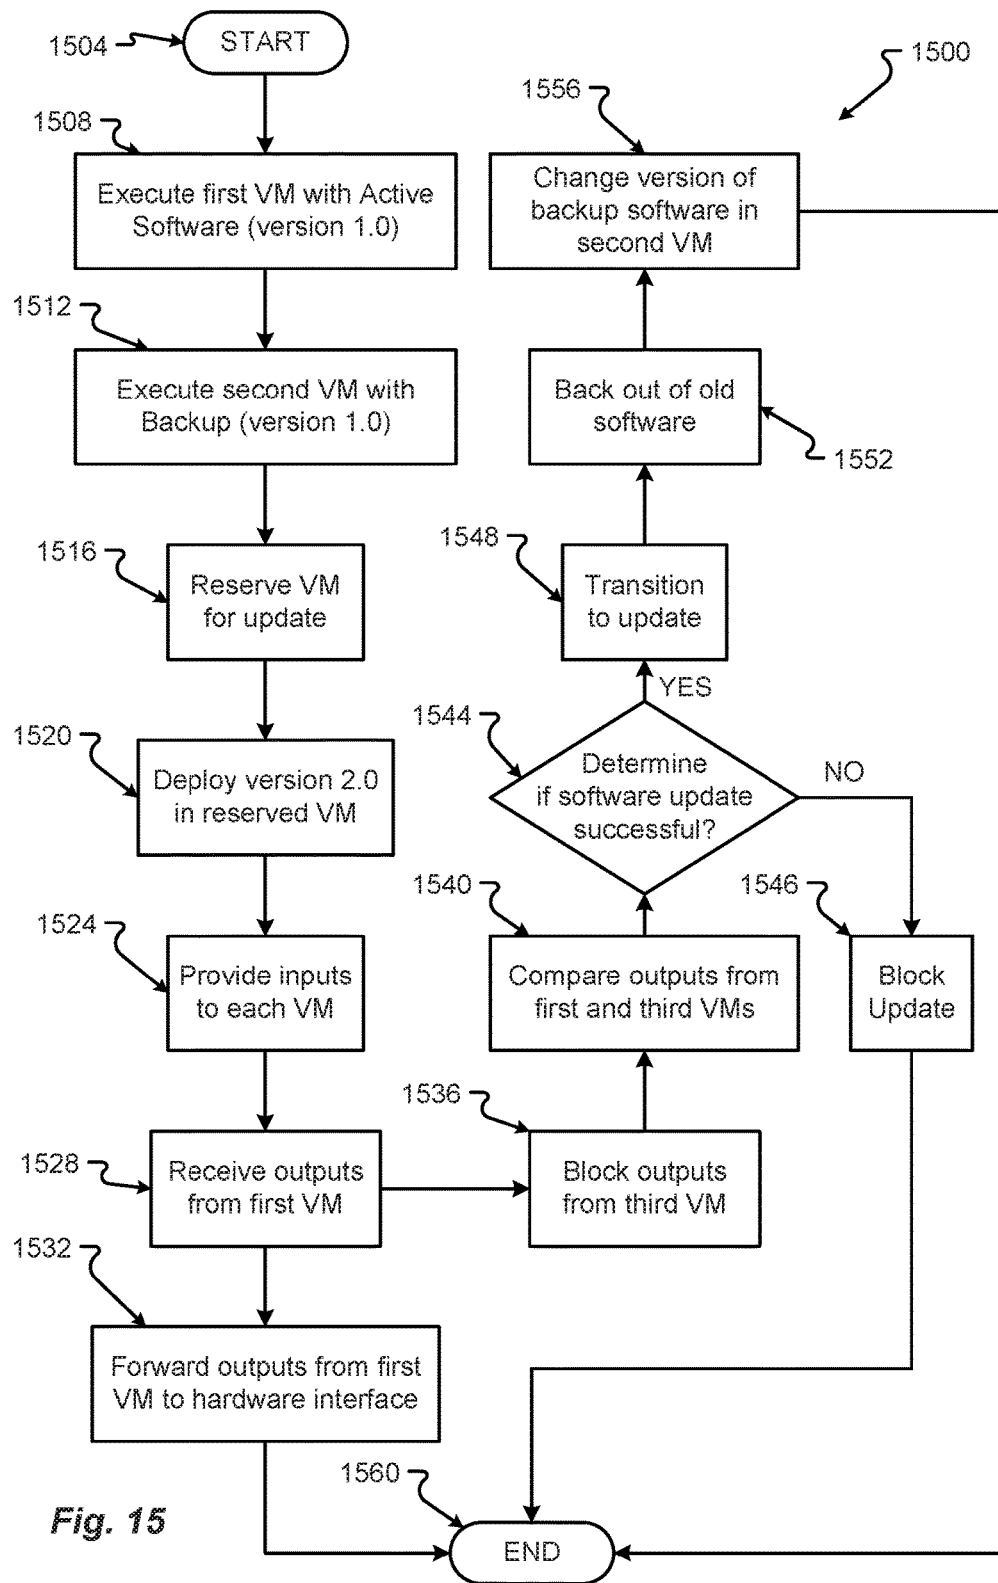 1504
START
1500
1508
Execute first VM with Active
Software (version 1.0)
1556
Change version of
backup software in
second VM
1512
Execute second VM with
Backup (version 1.0)
Back out of old
software
1552
1516
Reserve VM
for update
1548
Transition
to update
YES
1520
Deploy version 2.0
in reserved VM
1544
Determine
if software update
successful?
NO
1524
Provide inputs
to each VM
1540
Compare outputs from
first and third VMs
1546
Block
Update
1528
Receive outputs
from first VM
1536
Block outputs
from third VM
1532
Forward outputs from first
VM to hardware interface
1560
END
Fig. 15